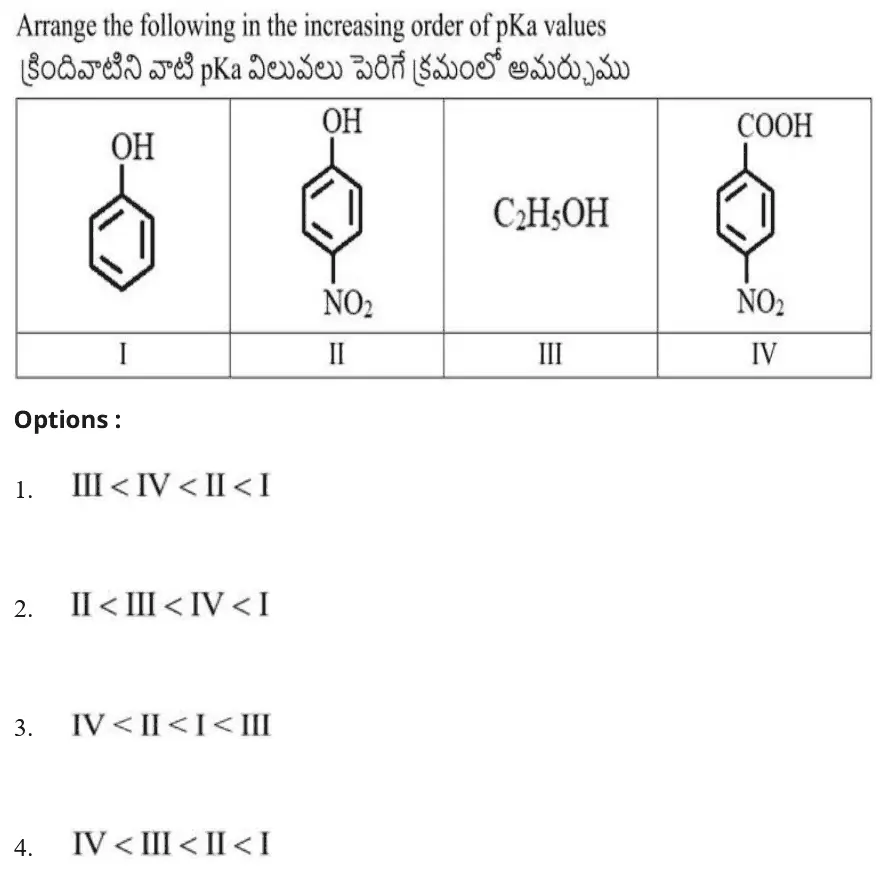 Arrange the following in the increasing order of pKa values
క్రిందివాటిని వాటి pKa విలువలు పెరిగే క్రమంలో అమర్చుము
OH
OH
COOH
C₂H₅OH
NO₂
NO₂
I II III IV
Options :
1. III < IV < II < I
2. II < III < IV < I
3. IV < II < I < III
4. IV < III < II < I